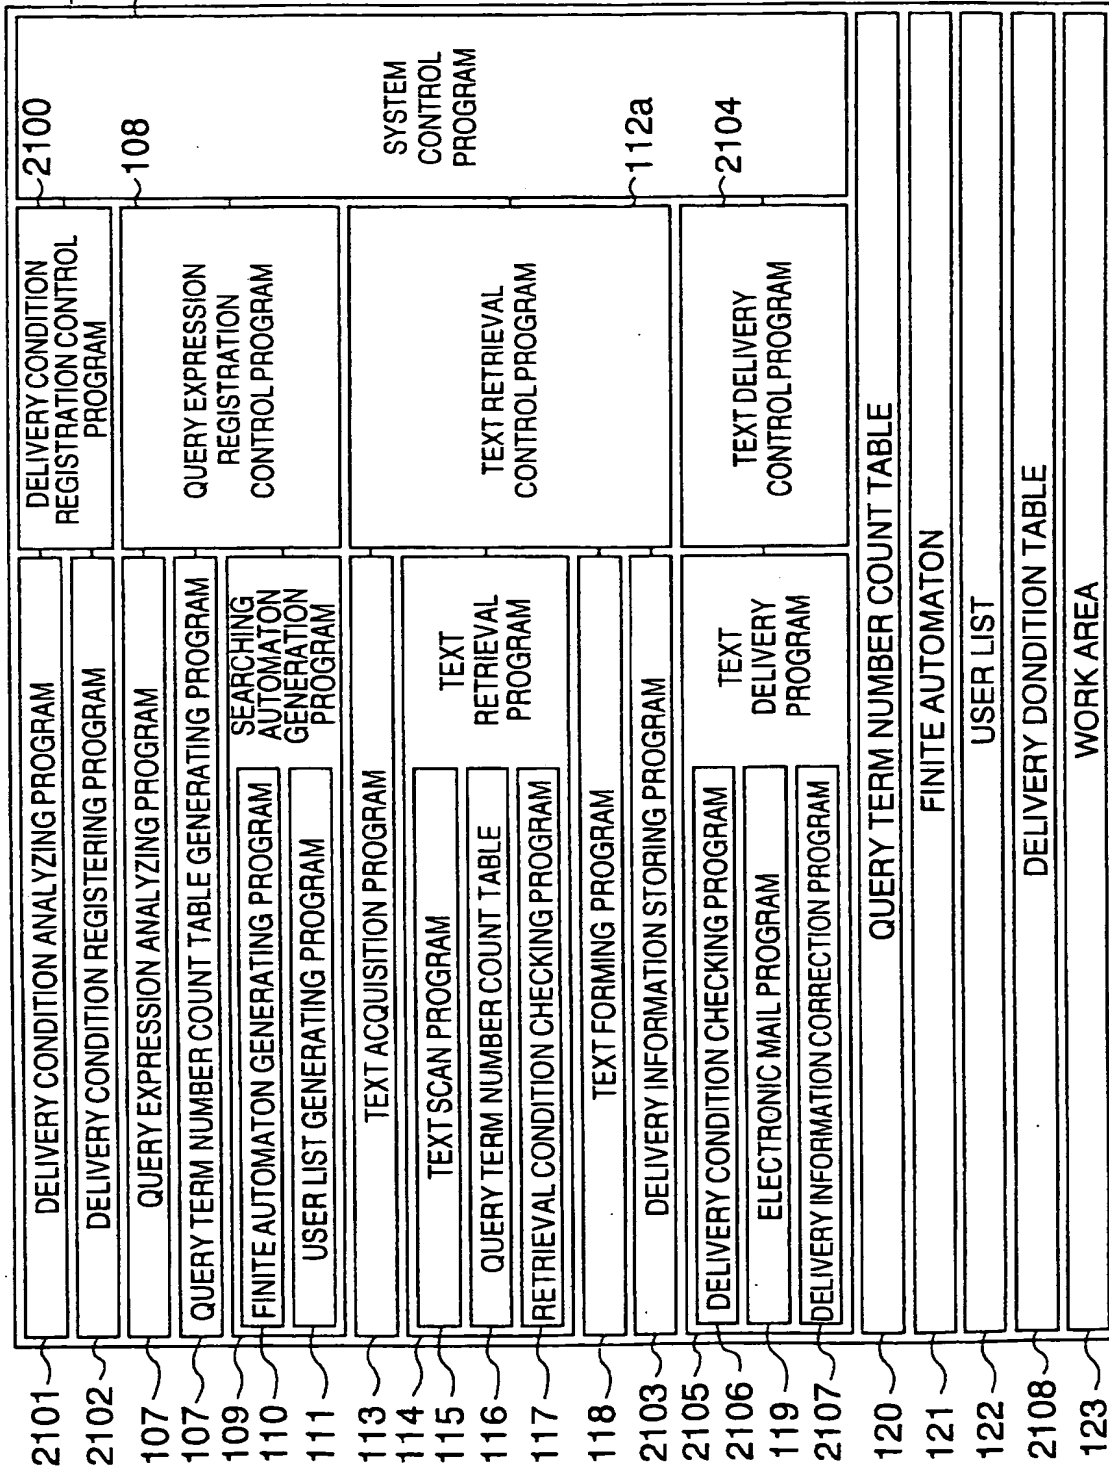 2101
DELIVERY CONDITION ANALYZING PROGRAM
2102
DELIVERY CONDITION REGISTERING PROGRAM
DELIVERY CONDITION
REGISTRATION CONTROL
PROGRAM
2100
107
QUERY EXPRESSION ANALYZING PROGRAM
107
QUERY TERM NUMBER COUNT TABLE GENERATING PROGRAM
109
SEARCHING
AUTOMATON
GENERATION
PROGRAM
110
FINITE AUTOMATON GENERATING PROGRAM
111
USER LIST GENERATING PROGRAM
QUERY EXPRESSION
REGISTRATION
CONTROL PROGRAM
108
113
TEXT ACQUISITION PROGRAM
114
TEXT
RETRIEVAL
PROGRAM
115
TEXT SCAN PROGRAM
116
QUERY TERM NUMBER COUNT TABLE
117
RETRIEVAL CONDITION CHECKING PROGRAM
118
TEXT FORMING PROGRAM
2103
DELIVERY INFORMATION STORING PROGRAM
TEXT RETRIEVAL
CONTROL PROGRAM
112a
2105
TEXT
DELIVERY
PROGRAM
2106
DELIVERY CONDITION CHECKING PROGRAM
119
ELECTRONIC MAIL PROGRAM
2107
DELIVERY INFORMATION CORRECTION PROGRAM
TEXT DELIVERY
CONTROL PROGRAM
2104
SYSTEM
CONTROL
PROGRAM
120
QUERY TERM NUMBER COUNT TABLE
121
FINITE AUTOMATON
122
USER LIST
2108
DELIVERY DONDITION TABLE
123
WORK AREA